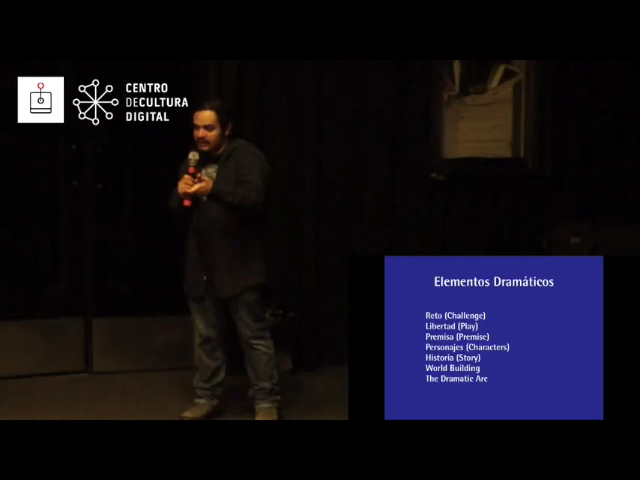 CENTRO
DECULTURA
DIGITAL
Elementos Dramáticos
Reto (Challenge)
Libertad (Play)
Premisa (Premise)
Personajes (Characters)
Historia (Story)
World Building
The Dramatic Arc